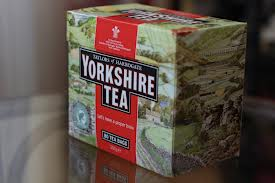 TAYLORS of HARROGATE
YORKSHIRE
TEA
Let's have a proper brew
80 TEA BAGS